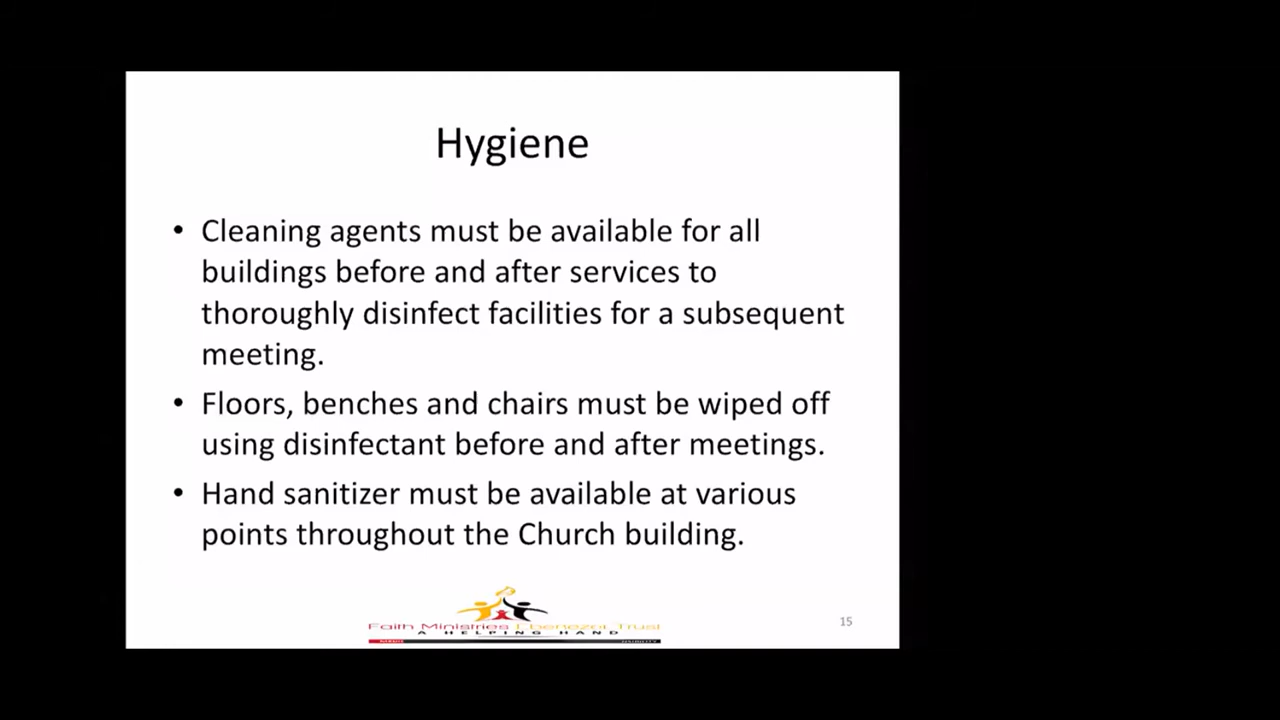 Hygiene
• Cleaning agents must be available for all
buildings before and after services to
thoroughly disinfect facilities for a subsequent
meeting.
• Floors, benches and chairs must be wiped off
using disinfectant before and after meetings.
• Hand sanitizer must be available at various
points throughout the Church building.
Faith Ministries Ebenezer Trust
A HELPING HAND
15